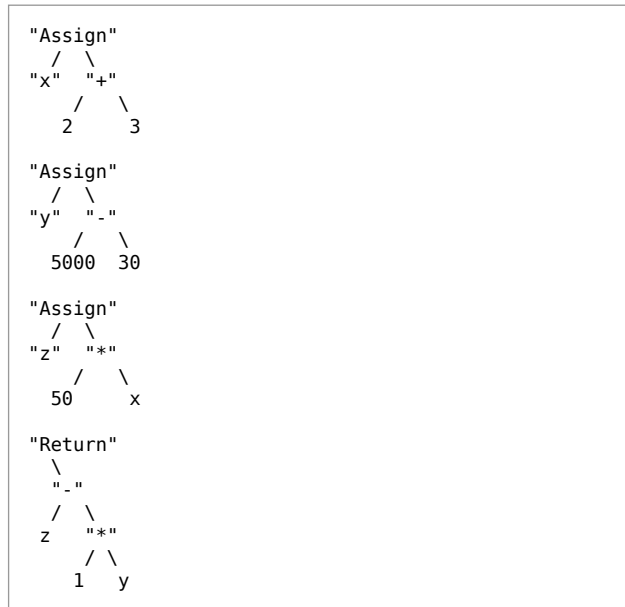 "Assign"
/ \
"x" "+"
/ \
2 3
"Assign"
/ \
"y" "-"
/ \
5000 30
"Assign"
/ \
"z" "*"
/ \
50 x
"Return"
\
"-"
/ \
z "*"
/ \
1 y